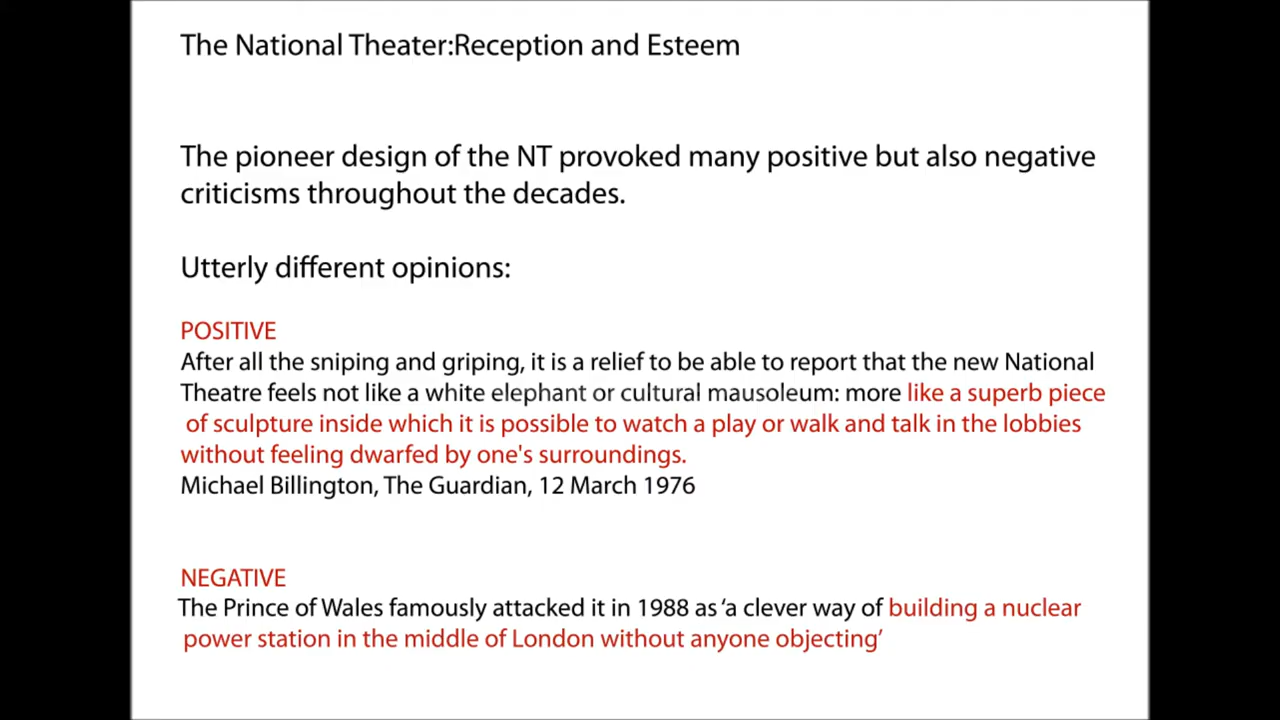 The National Theater:Reception and Esteem
The pioneer design of the NT provoked many positive but also negative
criticisms throughout the decades.
Utterly different opinions:
POSITIVE
After all the sniping and griping, it is a relief to be able to report that the new National
Theatre feels not like a white elephant or cultural mausoleum: more like a superb piece
of sculpture inside which it is possible to watch a play or walk and talk in the lobbies
without feeling dwarfed by one's surroundings.
Michael Billington, The Guardian, 12 March 1976
NEGATIVE
The Prince of Wales famously attacked it in 1988 as ‘a clever way of building a nuclear
power station in the middle of London without anyone objecting’